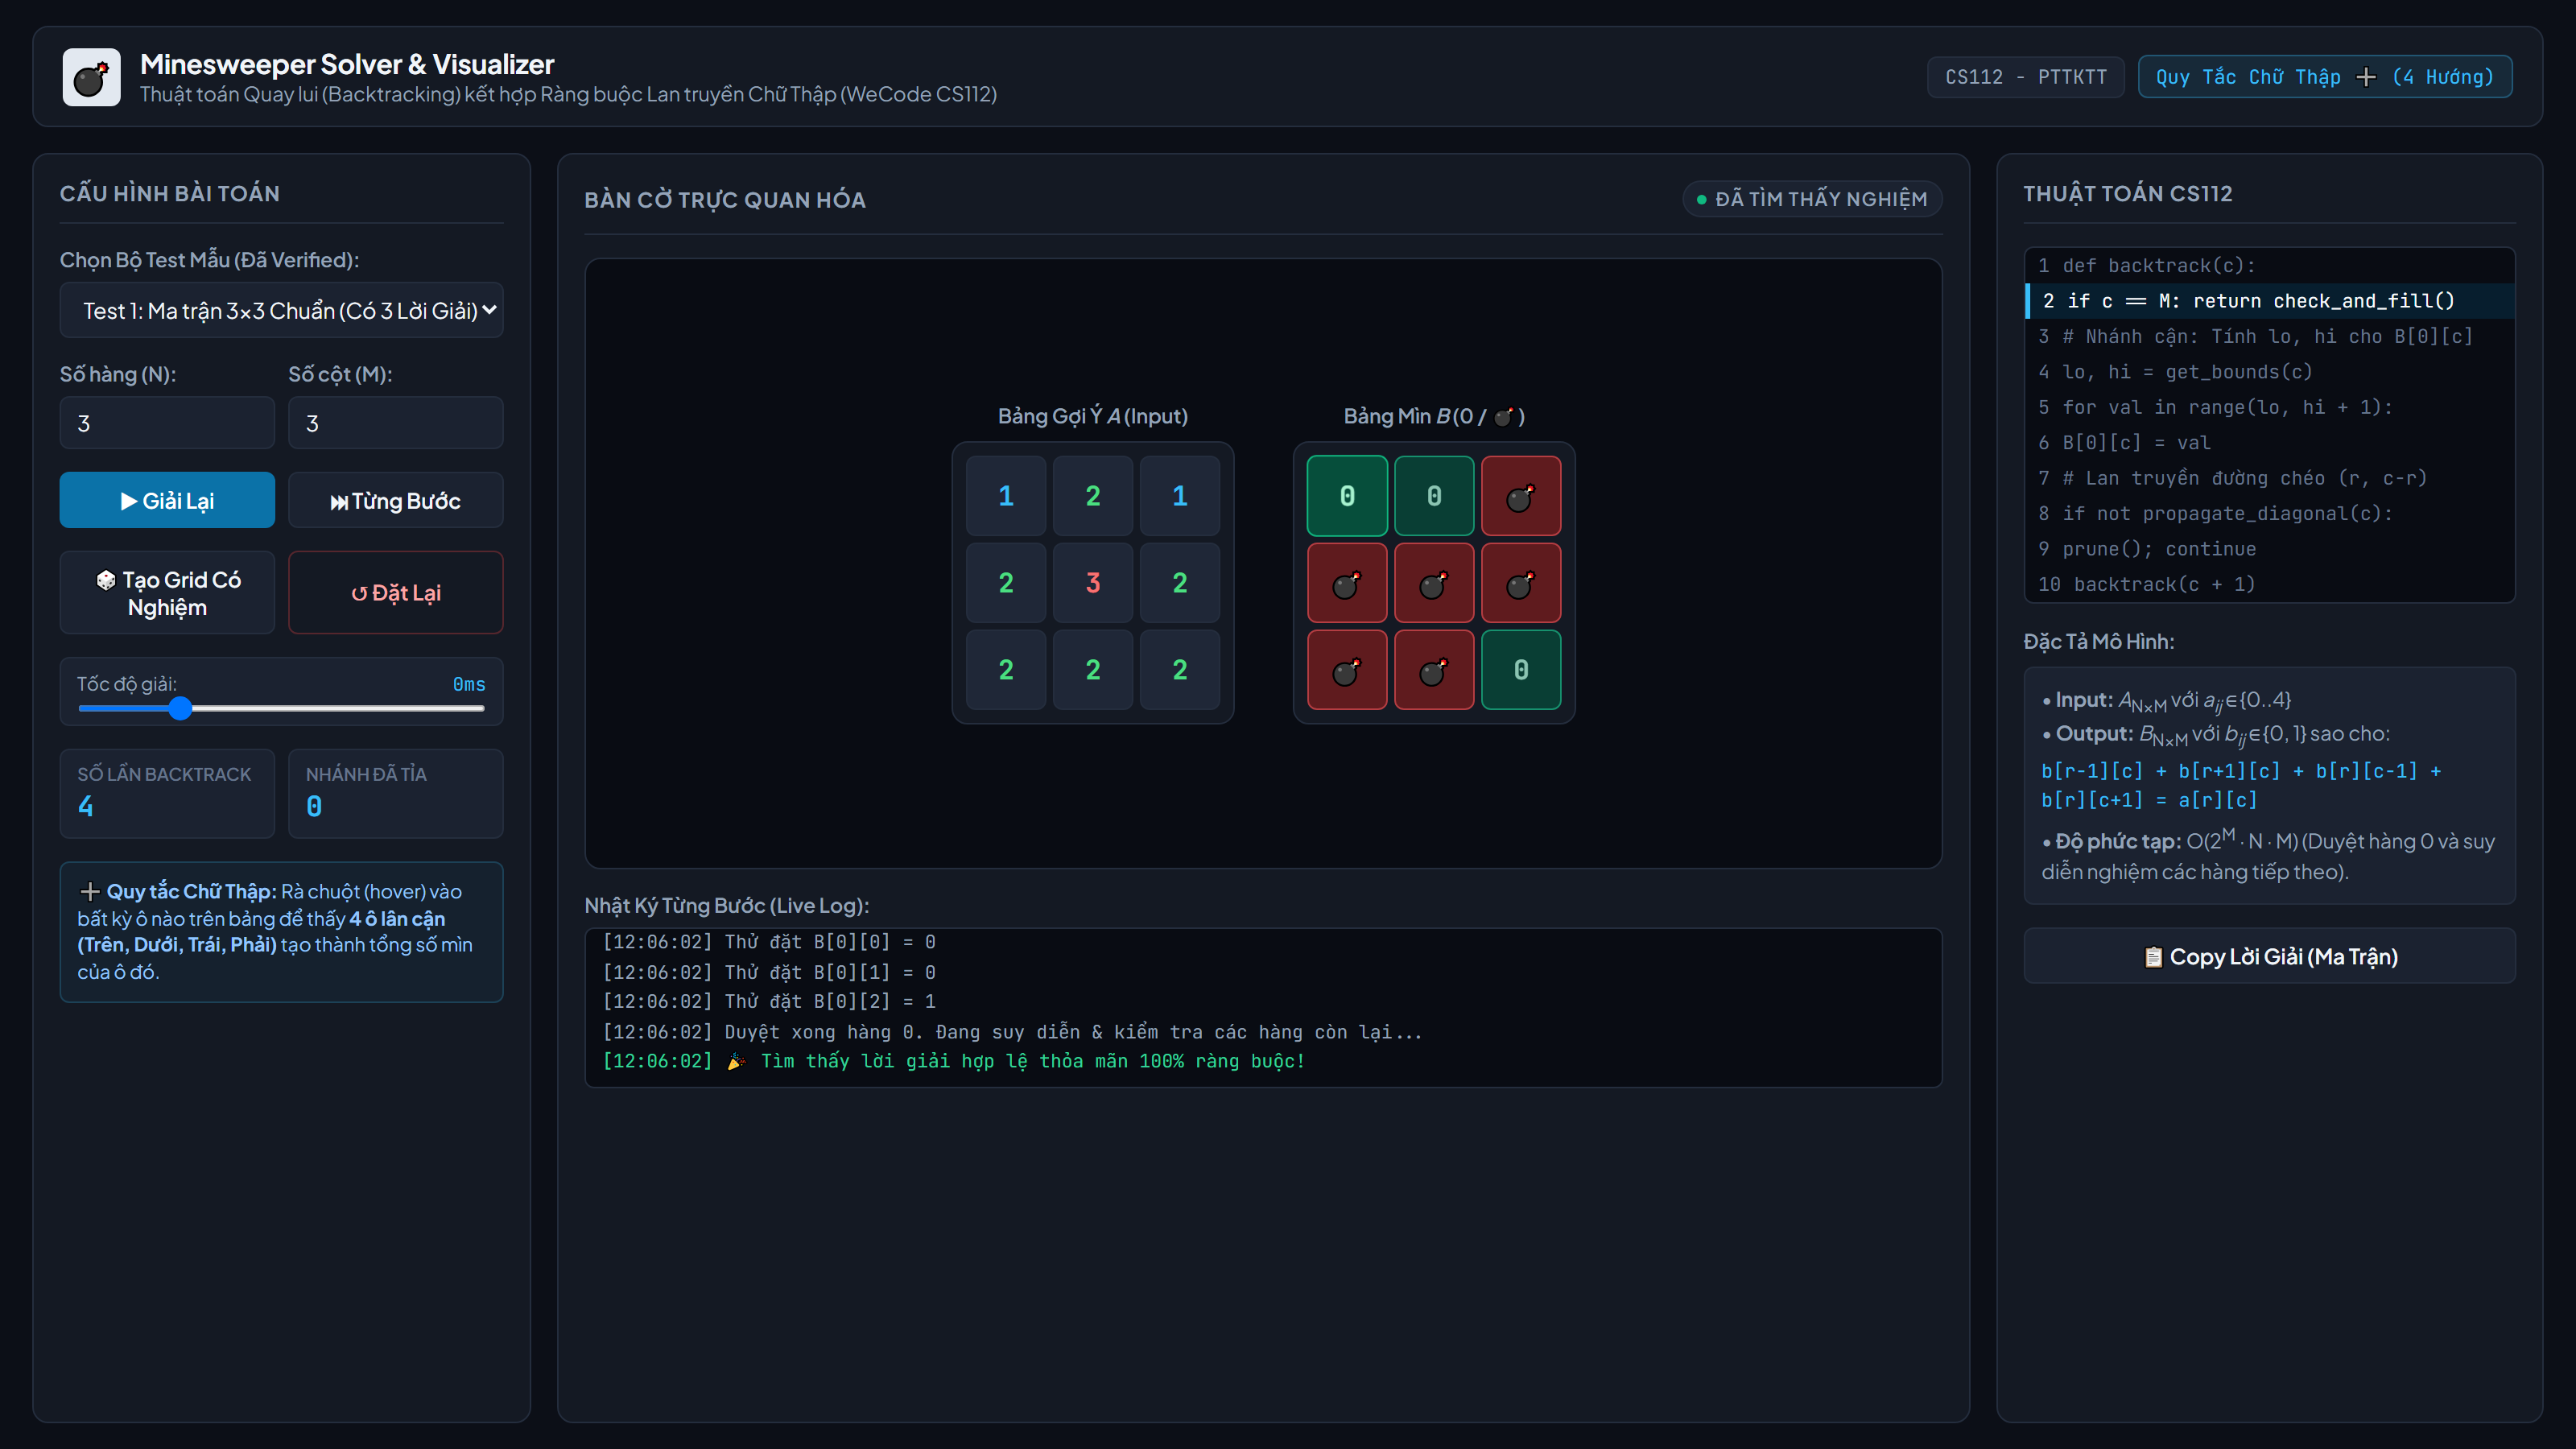 Minesweeper Solver & Visualizer
Thuật toán Quay lui (Backtracking) kết hợp Ràng buộc Lan truyền Chữ Thập (WeCode CS112)
CS112 - PTTKTT
Quy Tắc Chữ Thập ➕ (4 Hướng)
CẤU HÌNH BÀI TOÁN
Chọn Bộ Test Mẫu (Đã Verified):
Test 1: Ma trận 3×3 Chuẩn (Có 3 Lời Giải)
Số hàng (N):
Số cột (M):
3
3
▶ Giải Lại
⏭ Từng Bước
🎲 Tạo Grid Có
Nghiệm
↺ Đặt Lại
Tốc độ giải:
0ms
SỐ LẦN BACKTRACK
4
NHÁNH ĐÃ TỈA
0
➕ Quy tắc Chữ Thập: Rà chuột (hover) vào
bất kỳ ô nào trên bảng để thấy 4 ô lân cận
(Trên, Dưới, Trái, Phải) tạo thành tổng số mìn
của ô đó.
BÀN CỜ TRỰC QUAN HÓA
ĐÃ TÌM THẤY NGHIỆM
Bảng Gợi Ý A (Input)
1 2 1
2 3 2
2 2 2
Bảng Mìn B (0 / 💣)
0 0 💣
💣 💣 💣
💣 💣 0
Nhật Ký Từng Bước (Live Log):
[12:06:02] Thử đặt B[0][0] = 0
[12:06:02] Thử đặt B[0][1] = 0
[12:06:02] Thử đặt B[0][2] = 1
[12:06:02] Duyệt xong hàng 0. Đang suy diễn & kiểm tra các hàng còn lại...
[12:06:02] 🎉 Tìm thấy lời giải hợp lệ thỏa mãn 100% ràng buộc!
THUẬT TOÁN CS112
1 def backtrack(c):
2 if c == M: return check_and_fill()
3 # Nhánh cận: Tính lo, hi cho B[0][c]
4 lo, hi = get_bounds(c)
5 for val in range(lo, hi + 1):
6 B[0][c] = val
7 # Lan truyền đường chéo (r, c-r)
8 if not propagate_diagonal(c):
9 prune(); continue
10 backtrack(c + 1)
Đặc Tả Mô Hình:
• Input: A_N×M với a_ij ∈ {0..4}
• Output: B_N×M với b_ij ∈ {0, 1} sao cho:
b[r-1][c] + b[r+1][c] + b[r][c-1] +
b[r][c+1] = a[r][c]
• Độ phức tạp: O(2^M · N · M) (Duyệt hàng 0 và suy
diễn nghiệm các hàng tiếp theo).
📋 Copy Lời Giải (Ma Trận)